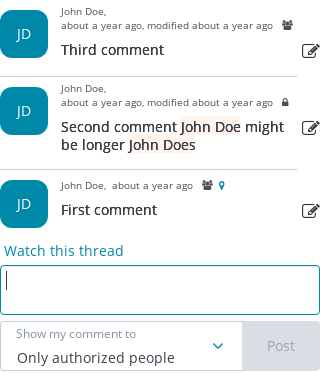 JD
John Doe,
about a year ago, modified about a year ago
Third comment
JD
John Doe,
about a year ago, modified about a year ago
Second comment John Doe might
be longer John Does
JD
John Doe, about a year ago
First comment
Watch this thread
Show my comment to
Only authorized people
Post